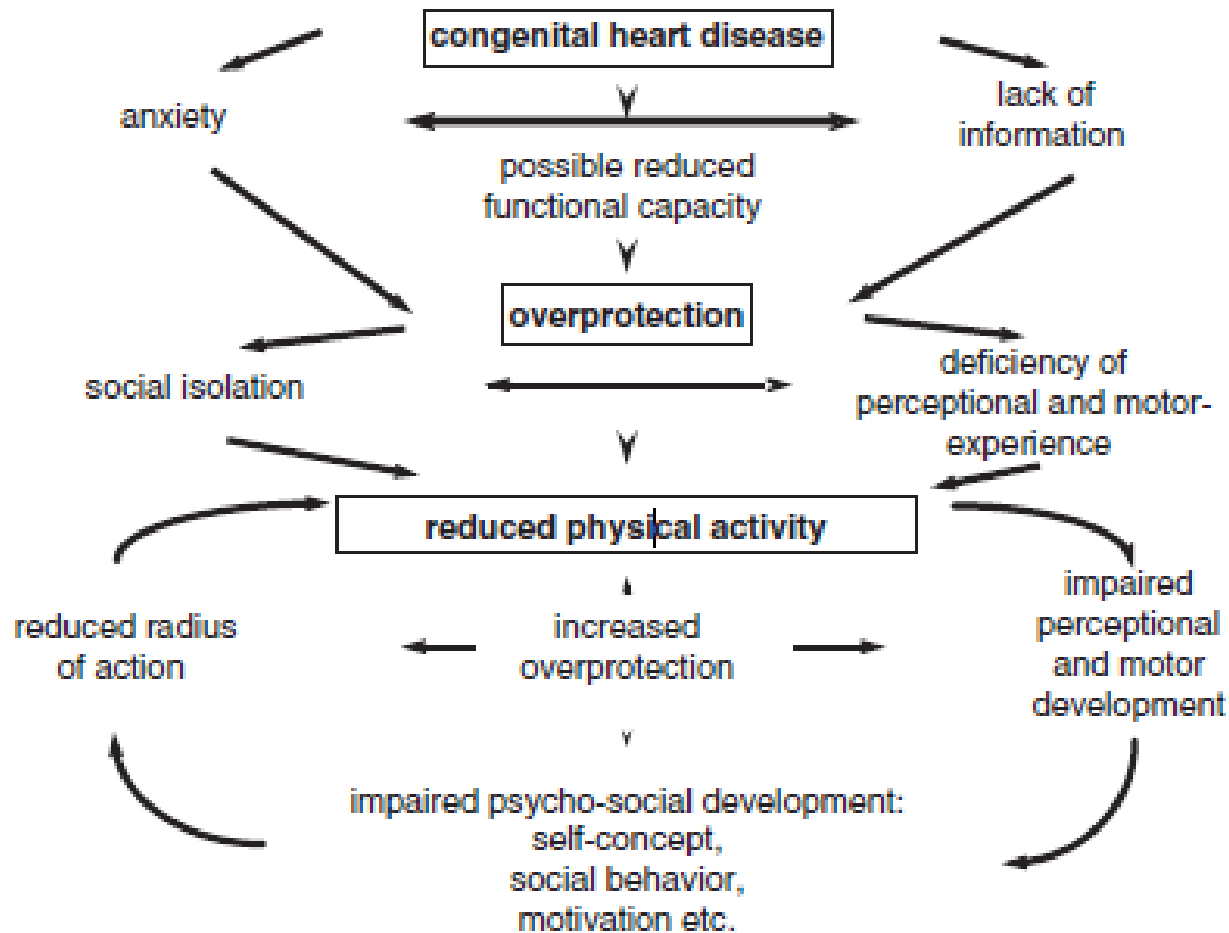 congenital heart disease
anxiety
lack of
information
possible reduced
functional capacity
overprotection
social isolation
deficiency of
perceptional and motor-
experience
reduced physical activity
reduced radius
of action
increased
overprotection
impaired
perceptional
and motor
development
impaired psycho-social development:
self-concept,
social behavior,
motivation etc.